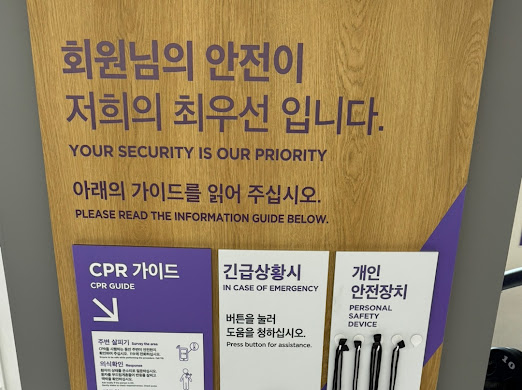 회원님의 안전이
저희의 최우선 입니다.
YOUR SECURITY IS OUR PRIORITY
아래의 가이드를 읽어 주십시오.
PLEASE READ THE INFORMATION GUIDE BELOW.
CPR 가이드
CPR GUIDE
주변 살피기 Survey the area
의식확인 Response
긴급상황시
IN CASE OF EMERGENCY
버튼을 눌러
도움을 청하십시오.
Press button for assistance.
개인
안전장치
PERSONAL
SAFETY
DEVICE